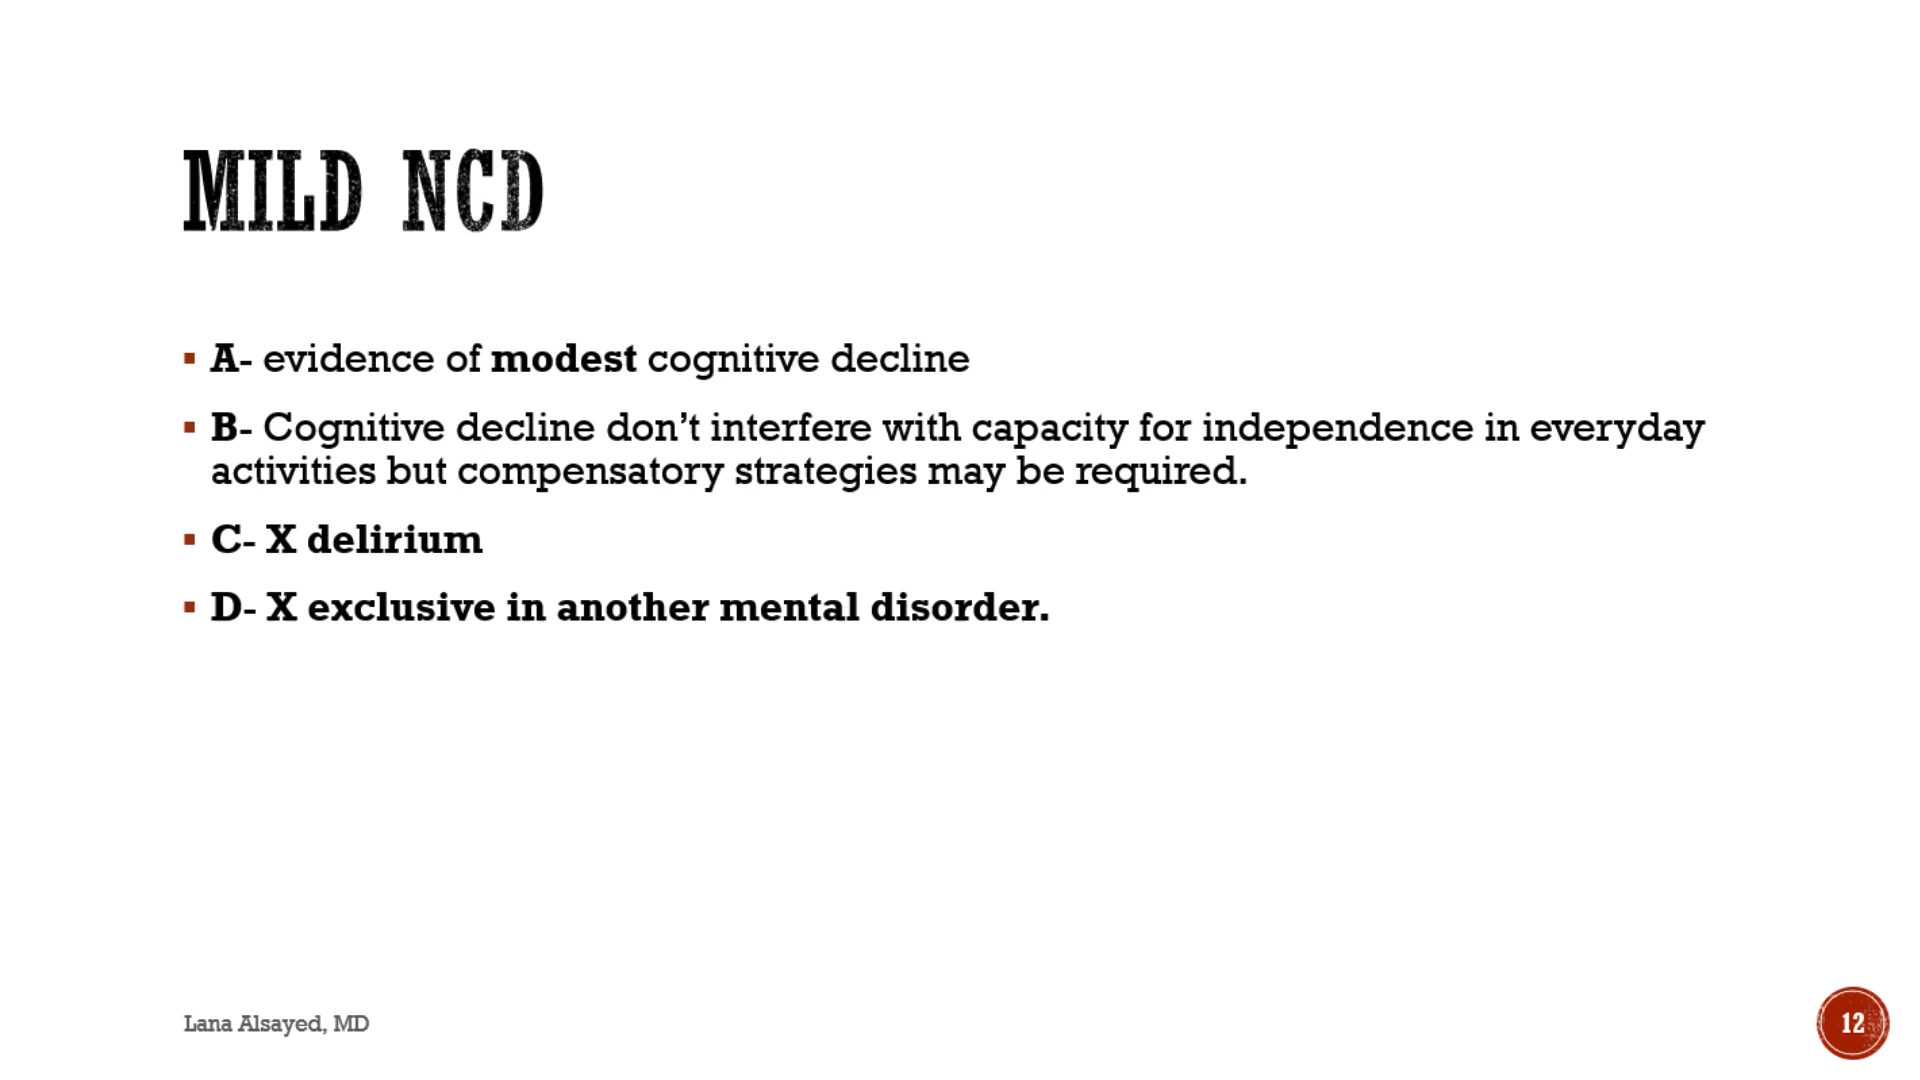 MILD NCD
▪ A- evidence of modest cognitive decline
▪ B- Cognitive decline don’t interfere with capacity for independence in everyday
activities but compensatory strategies may be required.
▪ C- X delirium
▪ D- X exclusive in another mental disorder.
Lana Alsayed, MD
12